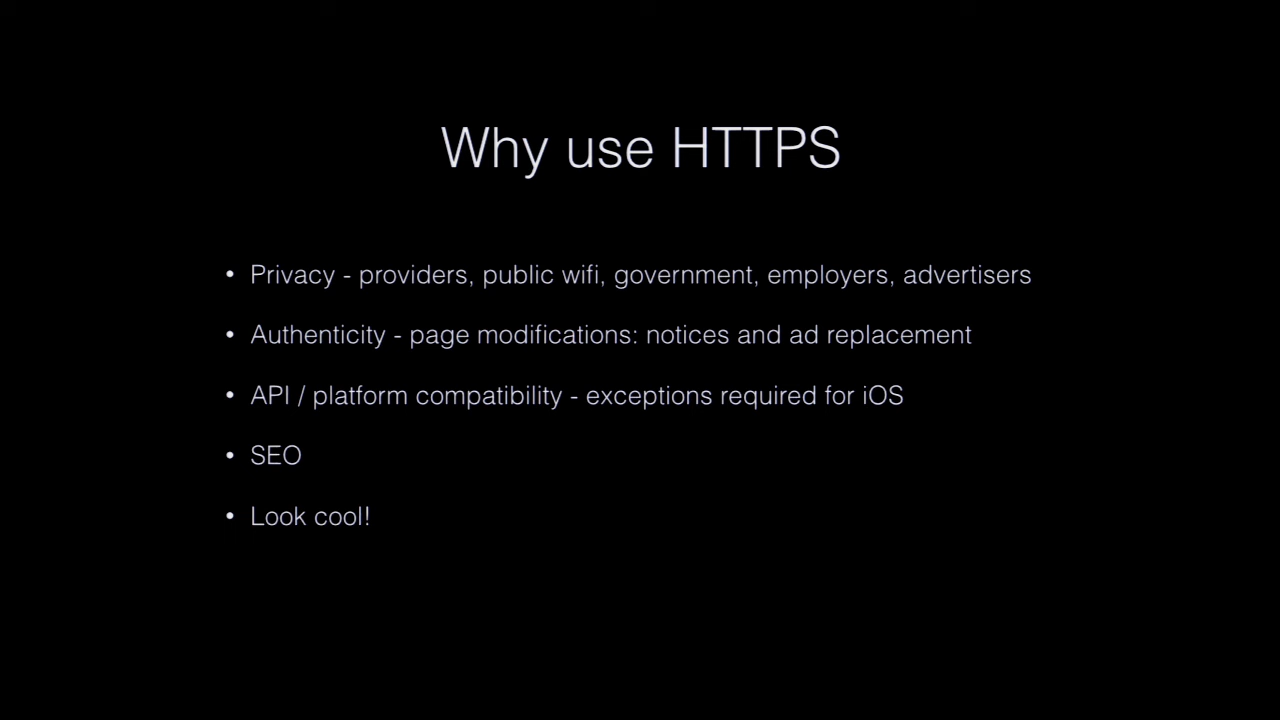 Why use HTTPS
• Privacy - providers, public wifi, government, employers, advertisers
• Authenticity - page modifications: notices and ad replacement
• API / platform compatibility - exceptions required for iOS
• SEO
• Look cool!